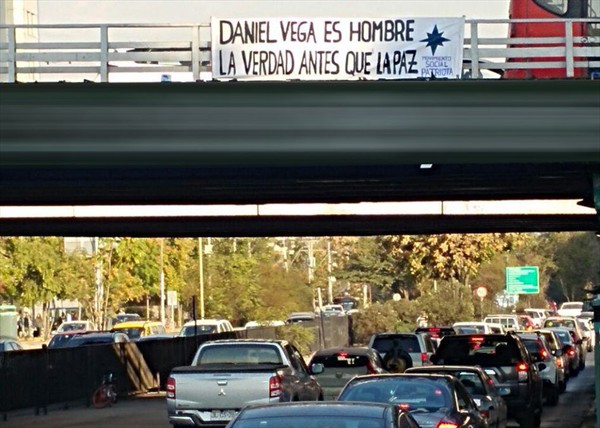 DANIEL VEGA ES HOMBRE
LA VERDAD ANTES QUE LA PAZ
MOVIMIENTO
SOCIAL
PATRIOTA